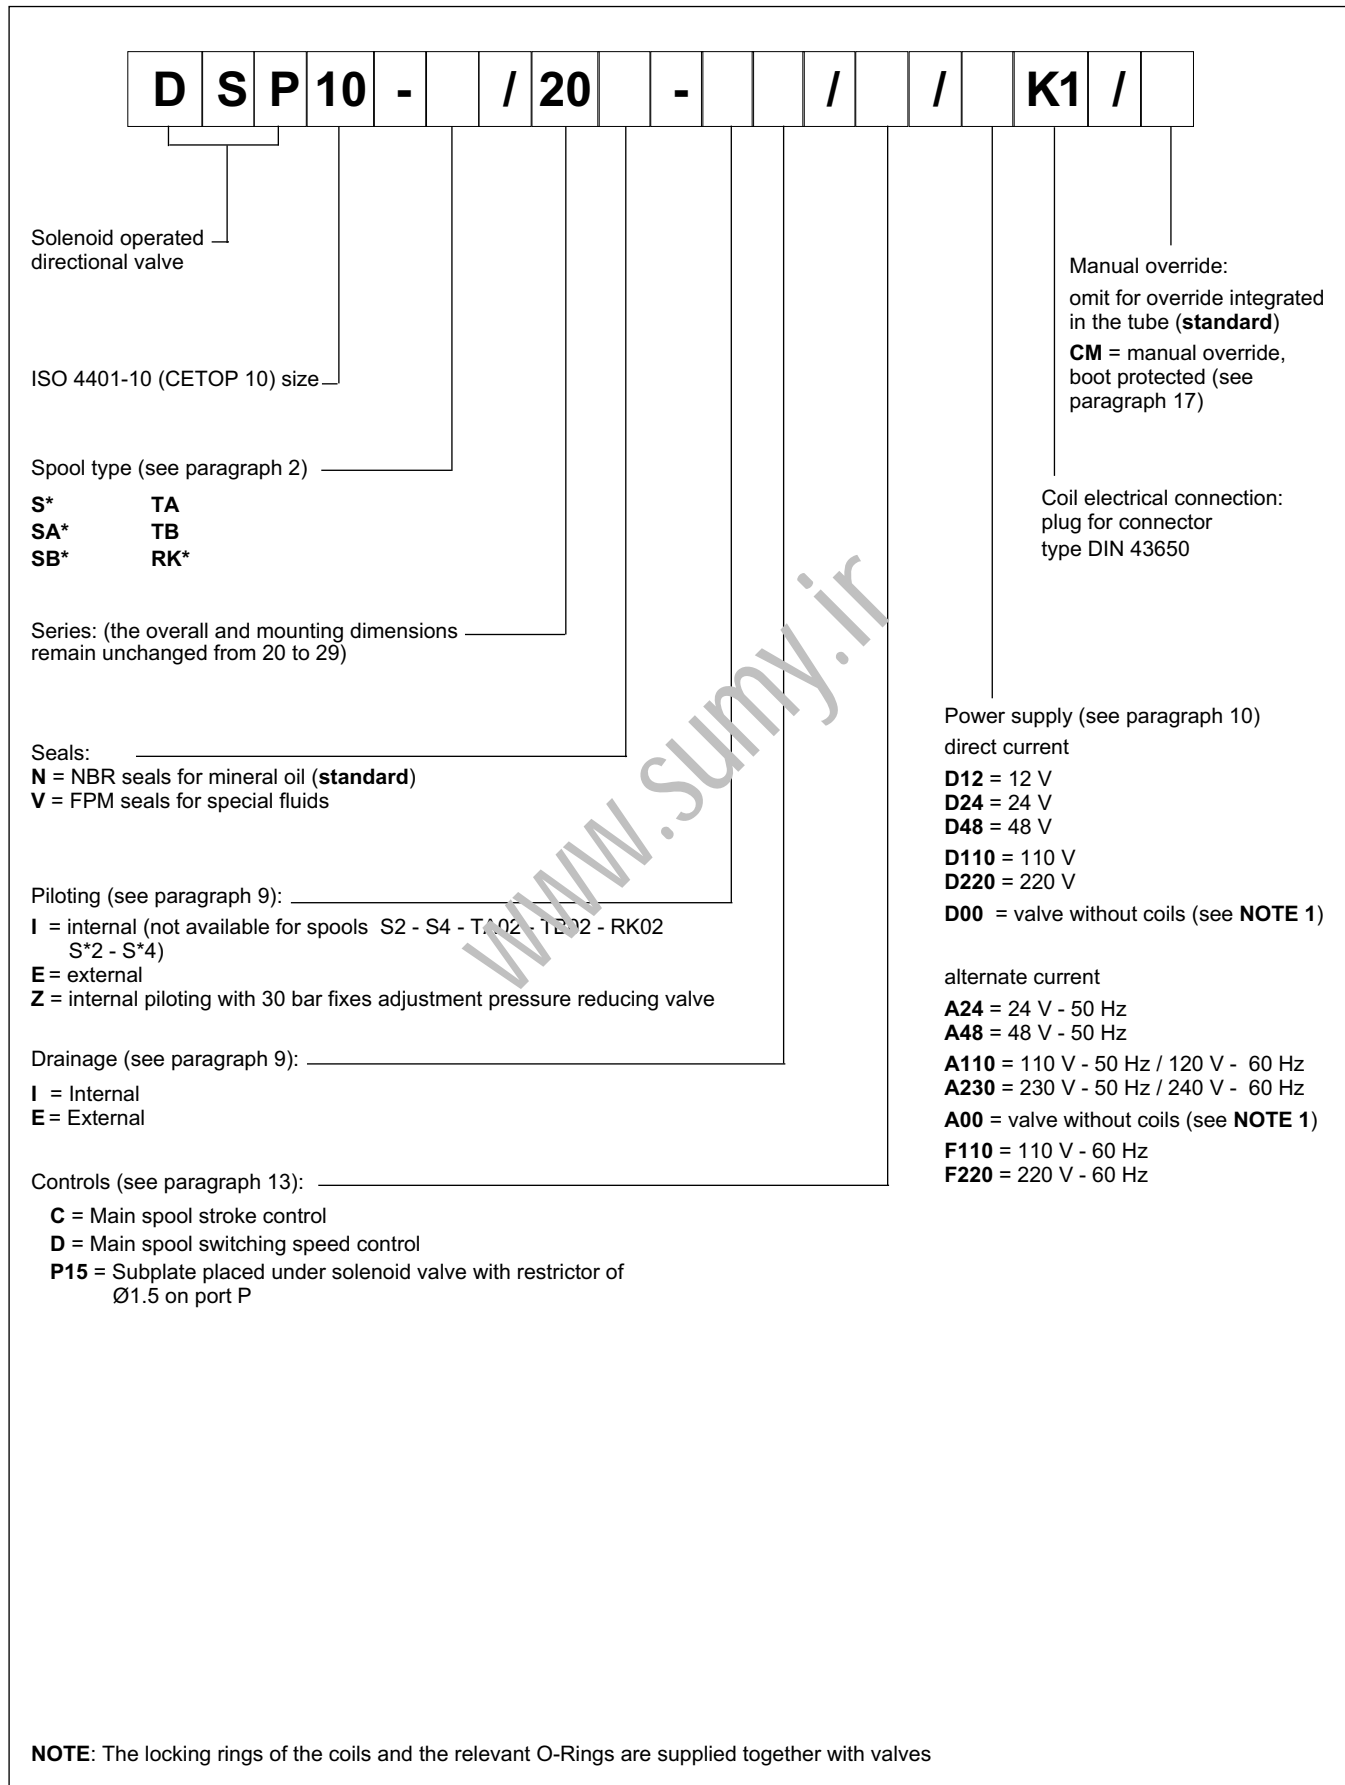 D S P 10 - / 20 - / / K1 /
Solenoid operated
directional valve
ISO 4401-10 (CETOP 10) size
Spool type (see paragraph 2)
S* TA
SA* TB
SB* RK*
Series: (the overall and mounting dimensions
remain unchanged from 20 to 29)
Seals:
N = NBR seals for mineral oil (standard)
V = FPM seals for special fluids
Piloting (see paragraph 9):
I = internal (not available for spools S2 - S4 - TA02 - TB02 - RK02
S*2 - S*4)
E = external
Z = internal piloting with 30 bar fixes adjustment pressure reducing valve
Drainage (see paragraph 9):
I = Internal
E = External
Controls (see paragraph 13):
C = Main spool stroke control
D = Main spool switching speed control
P15 = Subplate placed under solenoid valve with restrictor of
Ø1.5 on port P
Manual override:
omit for override integrated
in the tube (standard)
CM = manual override,
boot protected (see
paragraph 17)
Coil electrical connection:
plug for connector
type DIN 43650
Power supply (see paragraph 10)
direct current
D12 = 12 V
D24 = 24 V
D48 = 48 V
D110 = 110 V
D220 = 220 V
D00 = valve without coils (see NOTE 1)
alternate current
A24 = 24 V - 50 Hz
A48 = 48 V - 50 Hz
A110 = 110 V - 50 Hz / 120 V - 60 Hz
A230 = 230 V - 50 Hz / 240 V - 60 Hz
A00 = valve without coils (see NOTE 1)
F110 = 110 V - 60 Hz
F220 = 220 V - 60 Hz
www.sumy.ir
NOTE: The locking rings of the coils and the relevant O-Rings are supplied together with valves